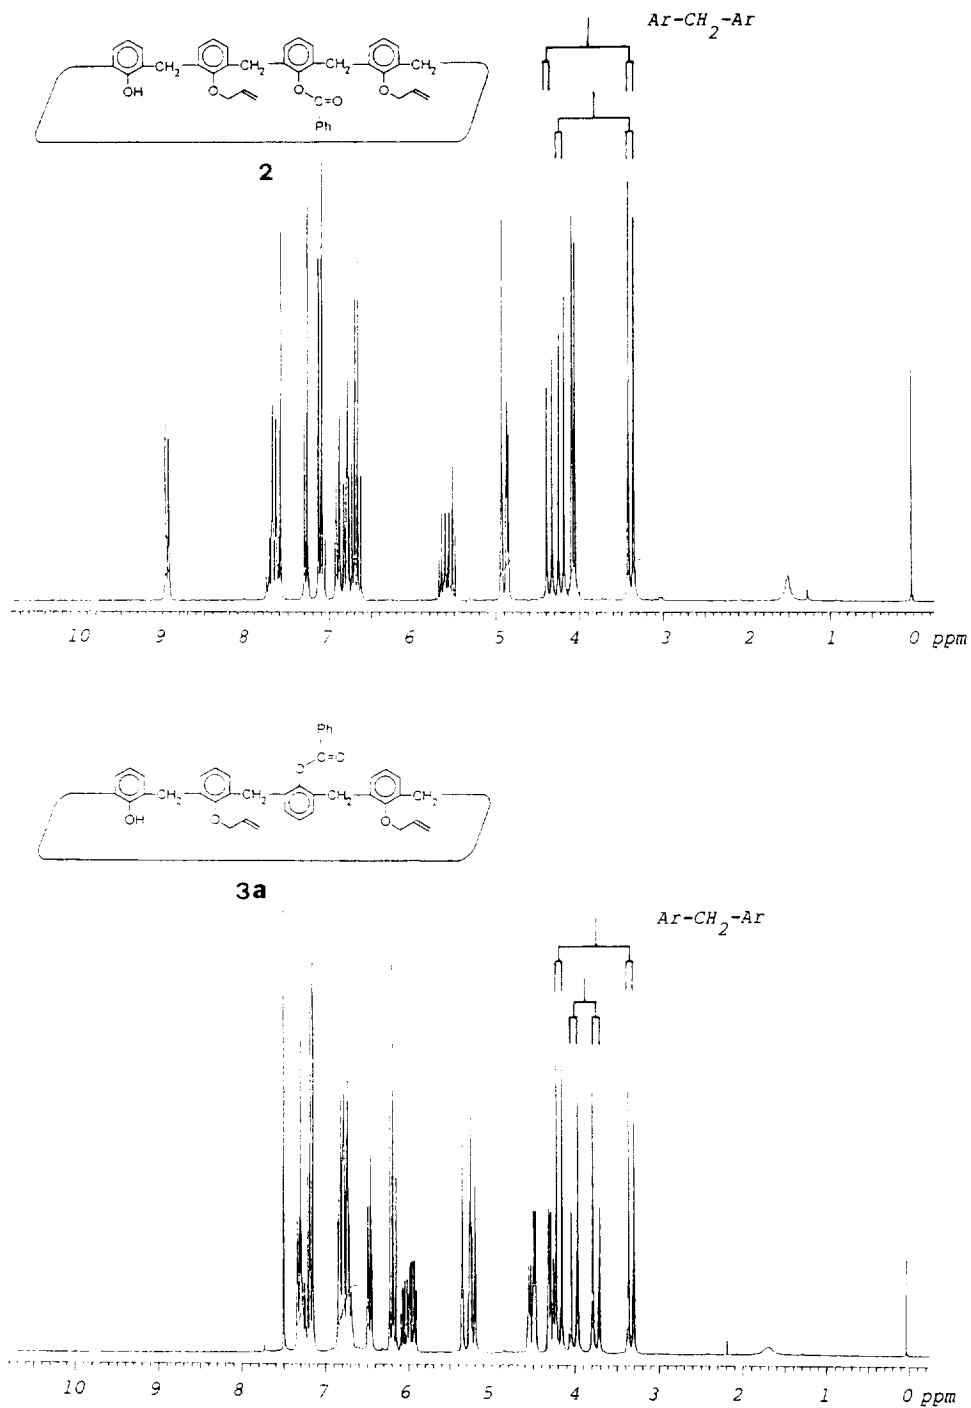 Ar-CH2-Ar
CH2 CH2 CH2 CH2
OH O O O
C=O
Ph
2
10 9 8 7 6 5 4 3 2 1 0 ppm
Ph
O C=O
CH2 CH2 CH2 CH2
OH O O
3a
Ar-CH2-Ar
10 9 8 7 6 5 4 3 2 1 0 ppm